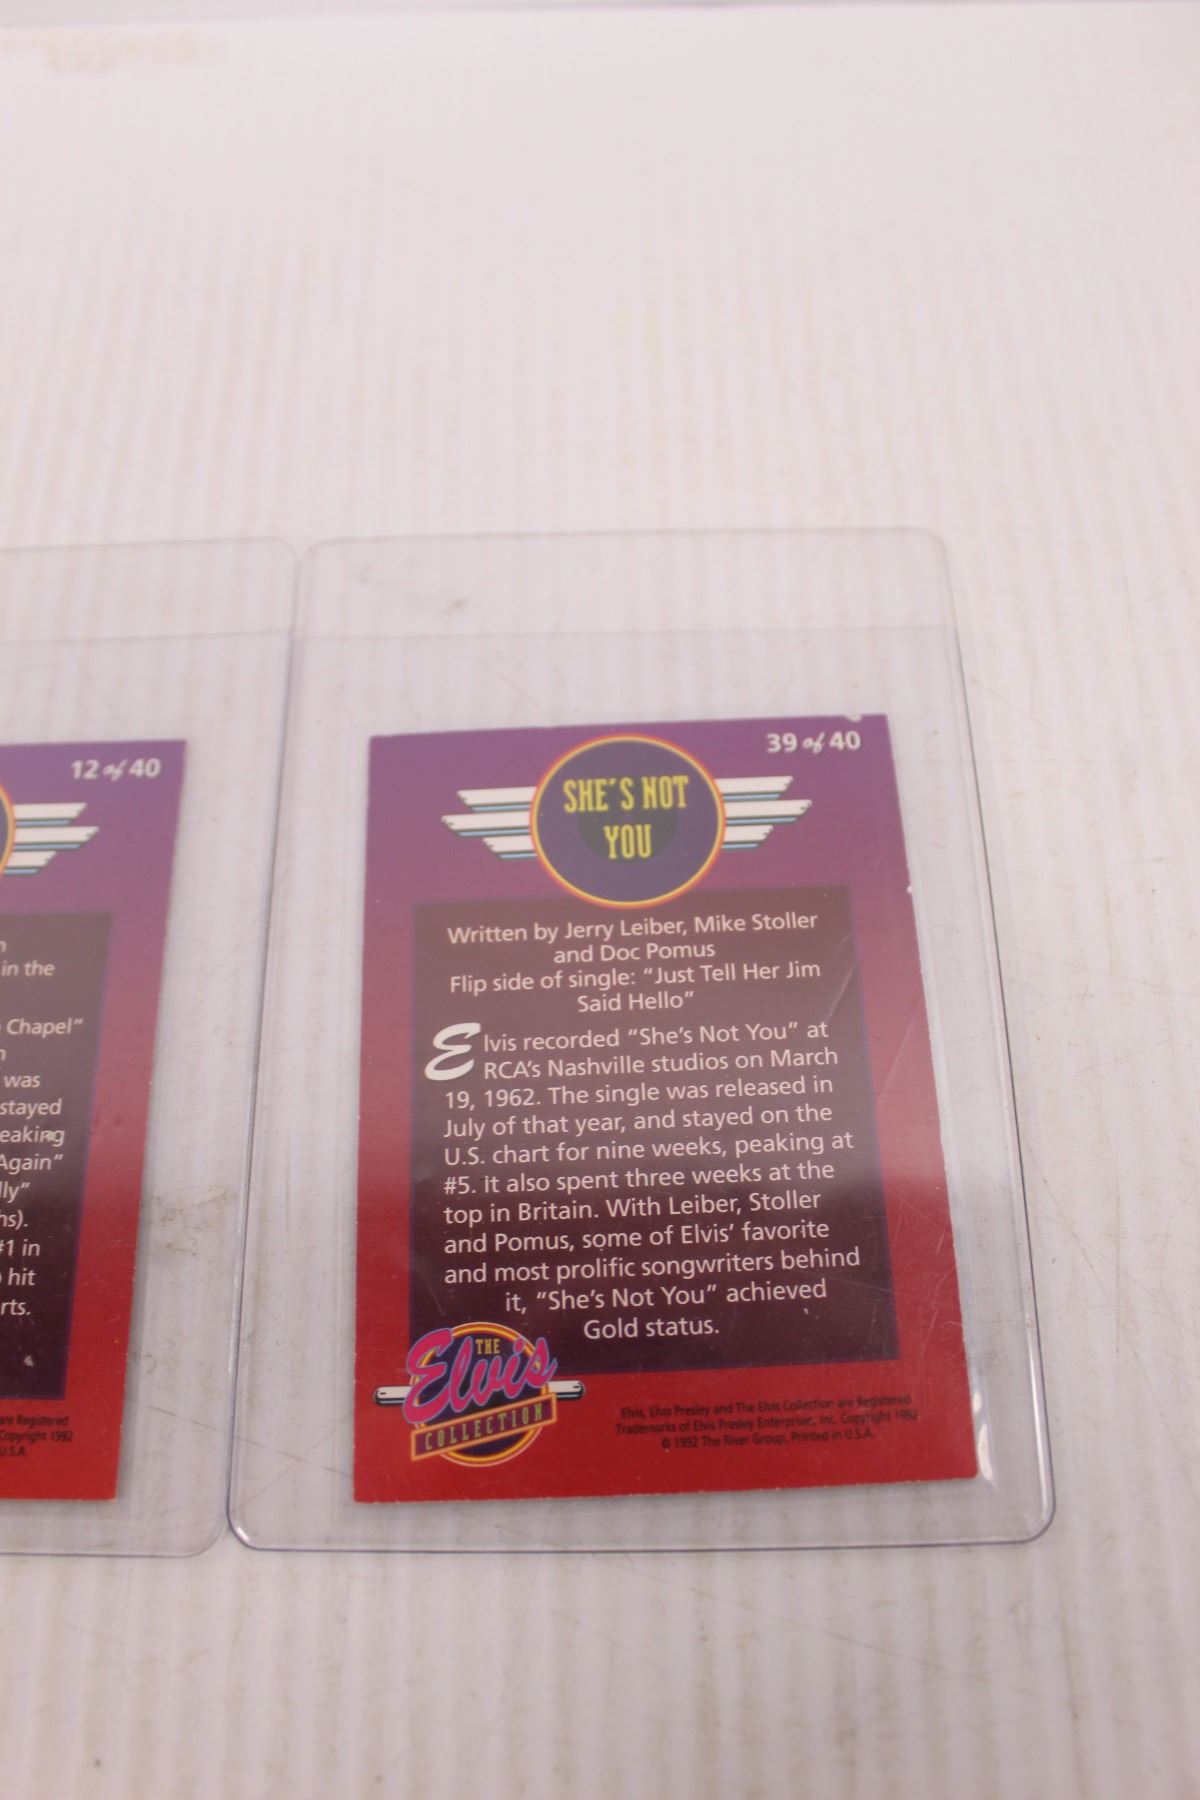 12 of 40
in the
Chapel"
was
stayed
eaking
Again"
lly"
hs).
#1 in
hit
rts.
are Registered
Copyright 1992
U.S.A.
39 of 40
SHE'S NOT
YOU
Written by Jerry Leiber, Mike Stoller
and Doc Pomus
Flip side of single: "Just Tell Her Jim
Said Hello"
Elvis recorded "She's Not You" at
RCA's Nashville studios on March
19, 1962. The single was released in
July of that year, and stayed on the
U.S. chart for nine weeks, peaking at
#5. It also spent three weeks at the
top in Britain. With Leiber, Stoller
and Pomus, some of Elvis' favorite
and most prolific songwriters behind
it, "She's Not You" achieved
Gold status.
THE
Elvis
COLLECTION
Elvis, Elvis Presley and The Elvis Collection are Registered
Trademarks of Elvis Presley Enterprises, Inc. Copyright 1992
© 1992 The River Group, Printed in U.S.A.